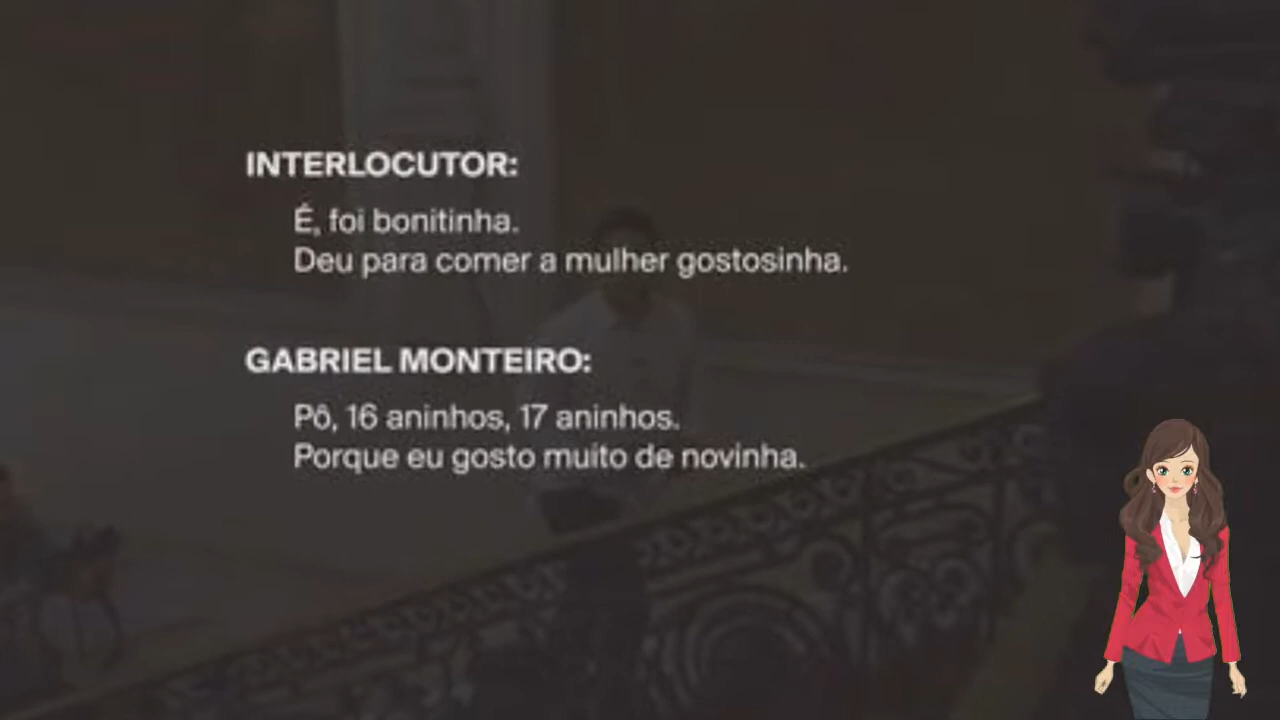 INTERLOCUTOR:
É, foi bonitinha.
Deu para comer a mulher gostosinha.
GABRIEL MONTEIRO:
Pô, 16 aninhos, 17 aninhos.
Porque eu gosto muito de novinha.